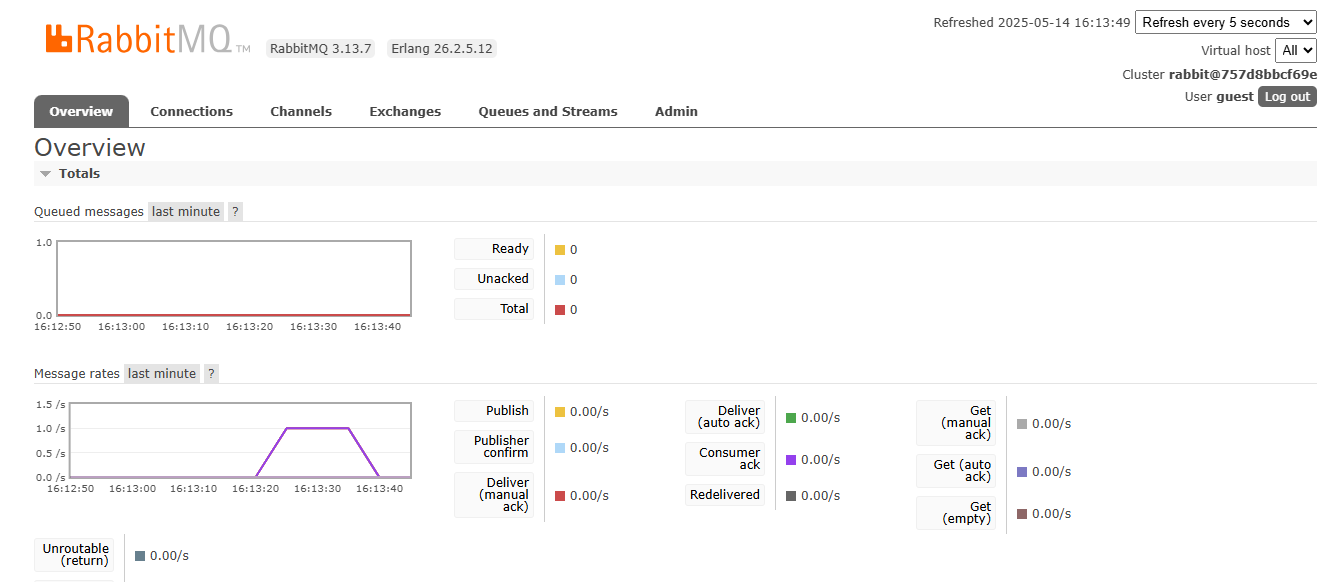 RabbitMQ TM RabbitMQ 3.13.7 Erlang 26.2.5.12
Refreshed 2025-05-14 16:13:49 Refresh every 5 seconds
Virtual host All
Cluster rabbit@757d8bbcf69e
User guest Log out
Overview Connections Channels Exchanges Queues and Streams Admin
Overview
Totals
Queued messages last minute ?
1.0
0.0
16:12:50 16:13:00 16:13:10 16:13:20 16:13:30 16:13:40
Ready 0
Unacked 0
Total 0
Message rates last minute ?
1.5 /s
1.0 /s
0.5 /s
0.0 /s
16:12:50 16:13:00 16:13:10 16:13:20 16:13:30 16:13:40
Publish 0.00/s
Publisher
confirm 0.00/s
Deliver
(manual
ack) 0.00/s
Deliver
(auto ack) 0.00/s
Consumer
ack 0.00/s
Redelivered 0.00/s
Get
(manual
ack) 0.00/s
Get (auto
ack) 0.00/s
Get
(empty) 0.00/s
Unroutable
(return) 0.00/s